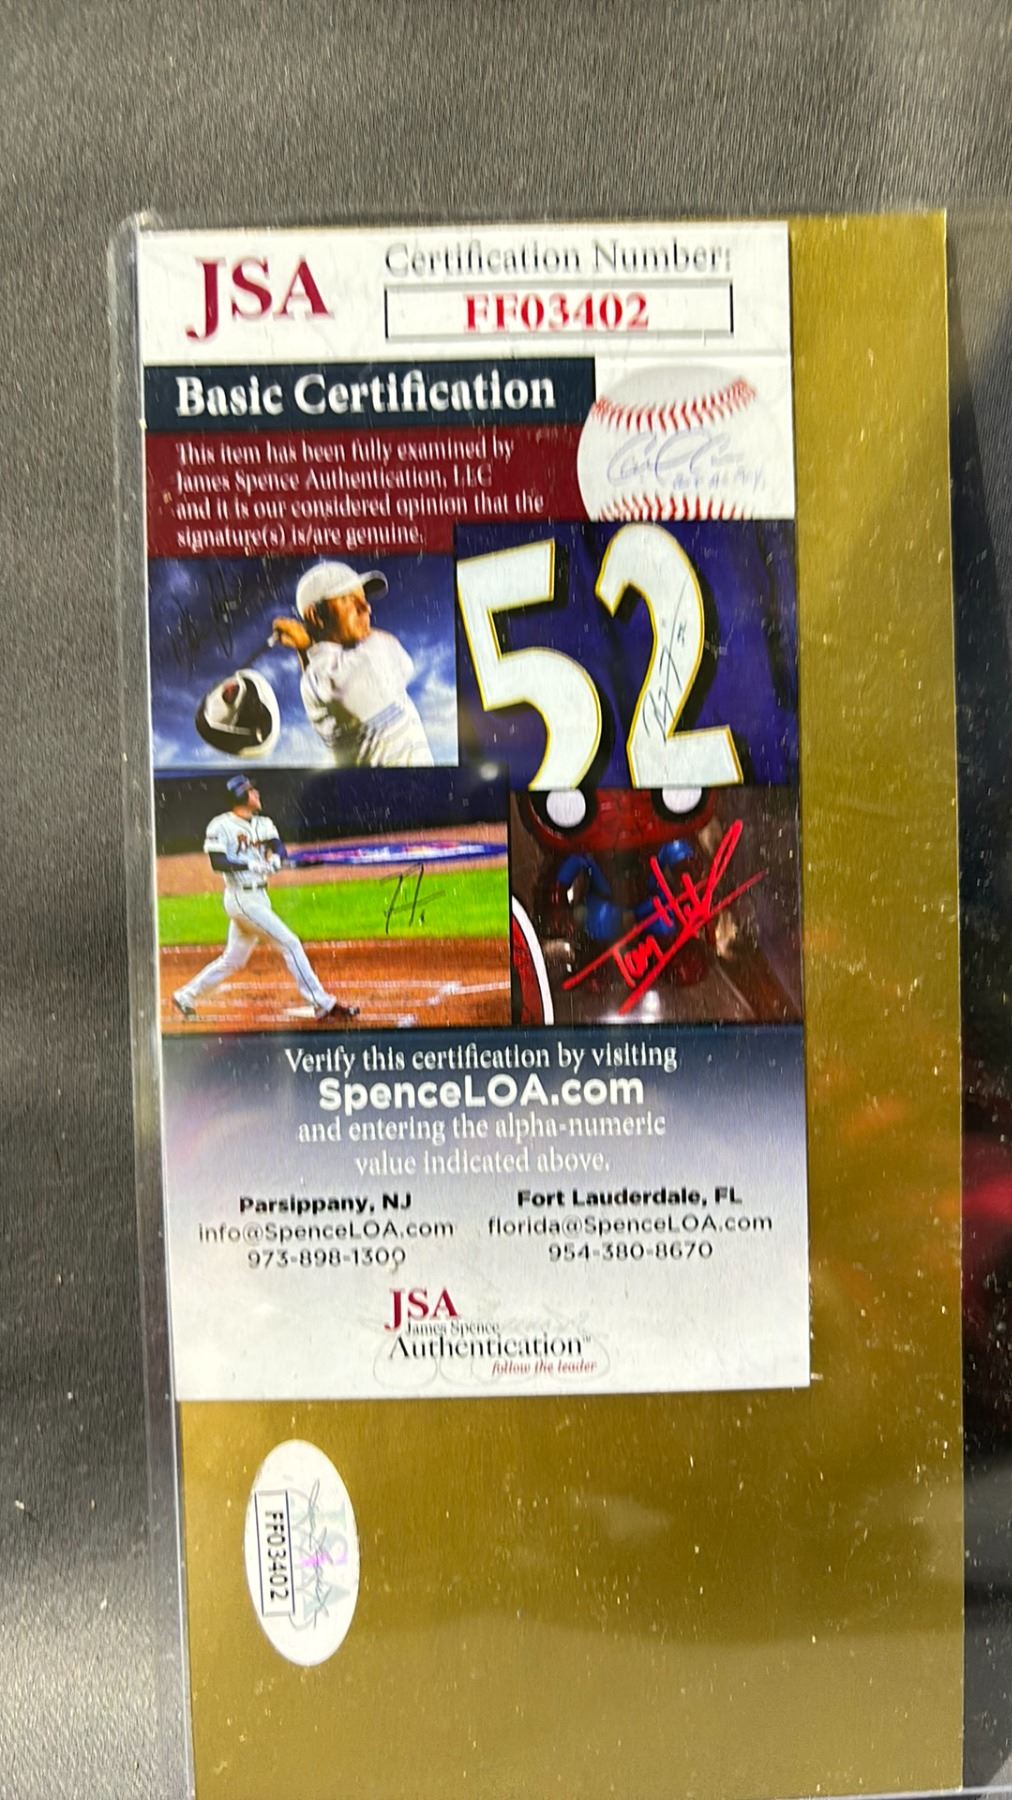 JSA
Certification Number:
FF03402
Basic Certification
This item has been fully examined by
James Spence Authentication, LLC
and it is our considered opinion that the
signature(s) is/are genuine.
52
Verify this certification by visiting
SpenceLOA.com
and entering the alpha-numeric
value indicated above.
Parsippany, NJ
info@SpenceLOA.com
973-898-1300
Fort Lauderdale, FL
florida@SpenceLOA.com
954-380-8670
JSA
James Spence
Authentication™
follow the leader
FF03402